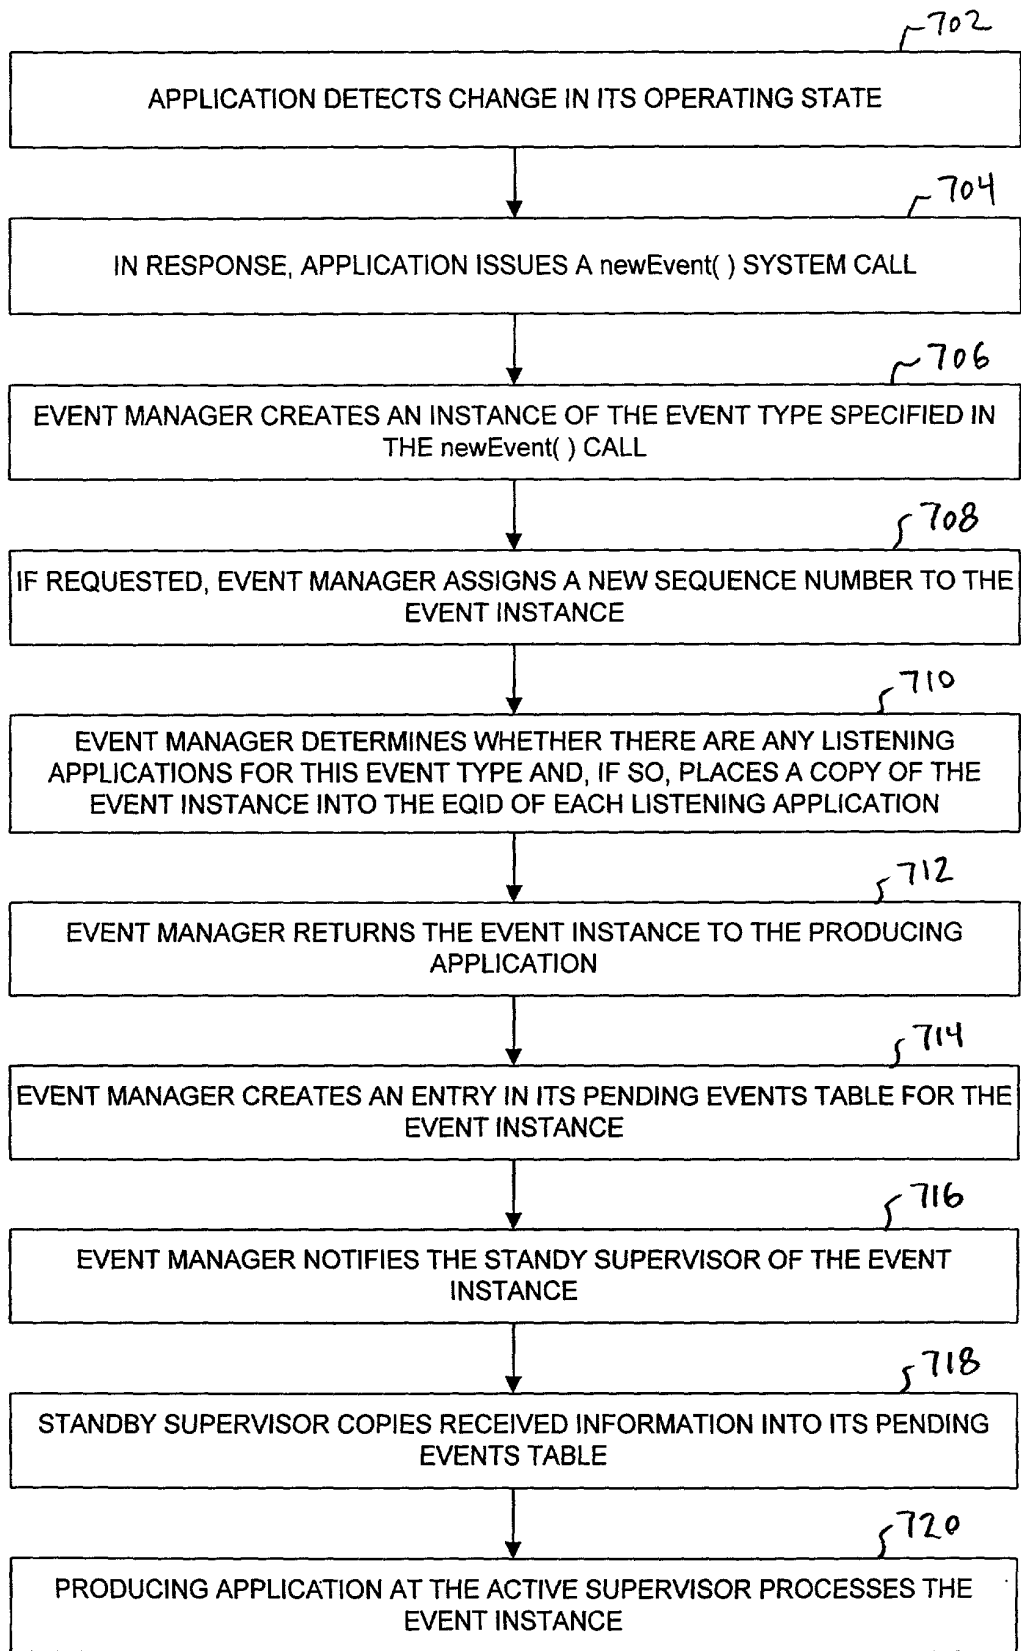 702
APPLICATION DETECTS CHANGE IN ITS OPERATING STATE
704
IN RESPONSE, APPLICATION ISSUES A newEvent( ) SYSTEM CALL
706
EVENT MANAGER CREATES AN INSTANCE OF THE EVENT TYPE SPECIFIED IN
THE newEvent( ) CALL
708
IF REQUESTED, EVENT MANAGER ASSIGNS A NEW SEQUENCE NUMBER TO THE
EVENT INSTANCE
710
EVENT MANAGER DETERMINES WHETHER THERE ARE ANY LISTENING
APPLICATIONS FOR THIS EVENT TYPE AND, IF SO, PLACES A COPY OF THE
EVENT INSTANCE INTO THE EQID OF EACH LISTENING APPLICATION
712
EVENT MANAGER RETURNS THE EVENT INSTANCE TO THE PRODUCING
APPLICATION
714
EVENT MANAGER CREATES AN ENTRY IN ITS PENDING EVENTS TABLE FOR THE
EVENT INSTANCE
716
EVENT MANAGER NOTIFIES THE STANDY SUPERVISOR OF THE EVENT
INSTANCE
718
STANDBY SUPERVISOR COPIES RECEIVED INFORMATION INTO ITS PENDING
EVENTS TABLE
720
PRODUCING APPLICATION AT THE ACTIVE SUPERVISOR PROCESSES THE
EVENT INSTANCE